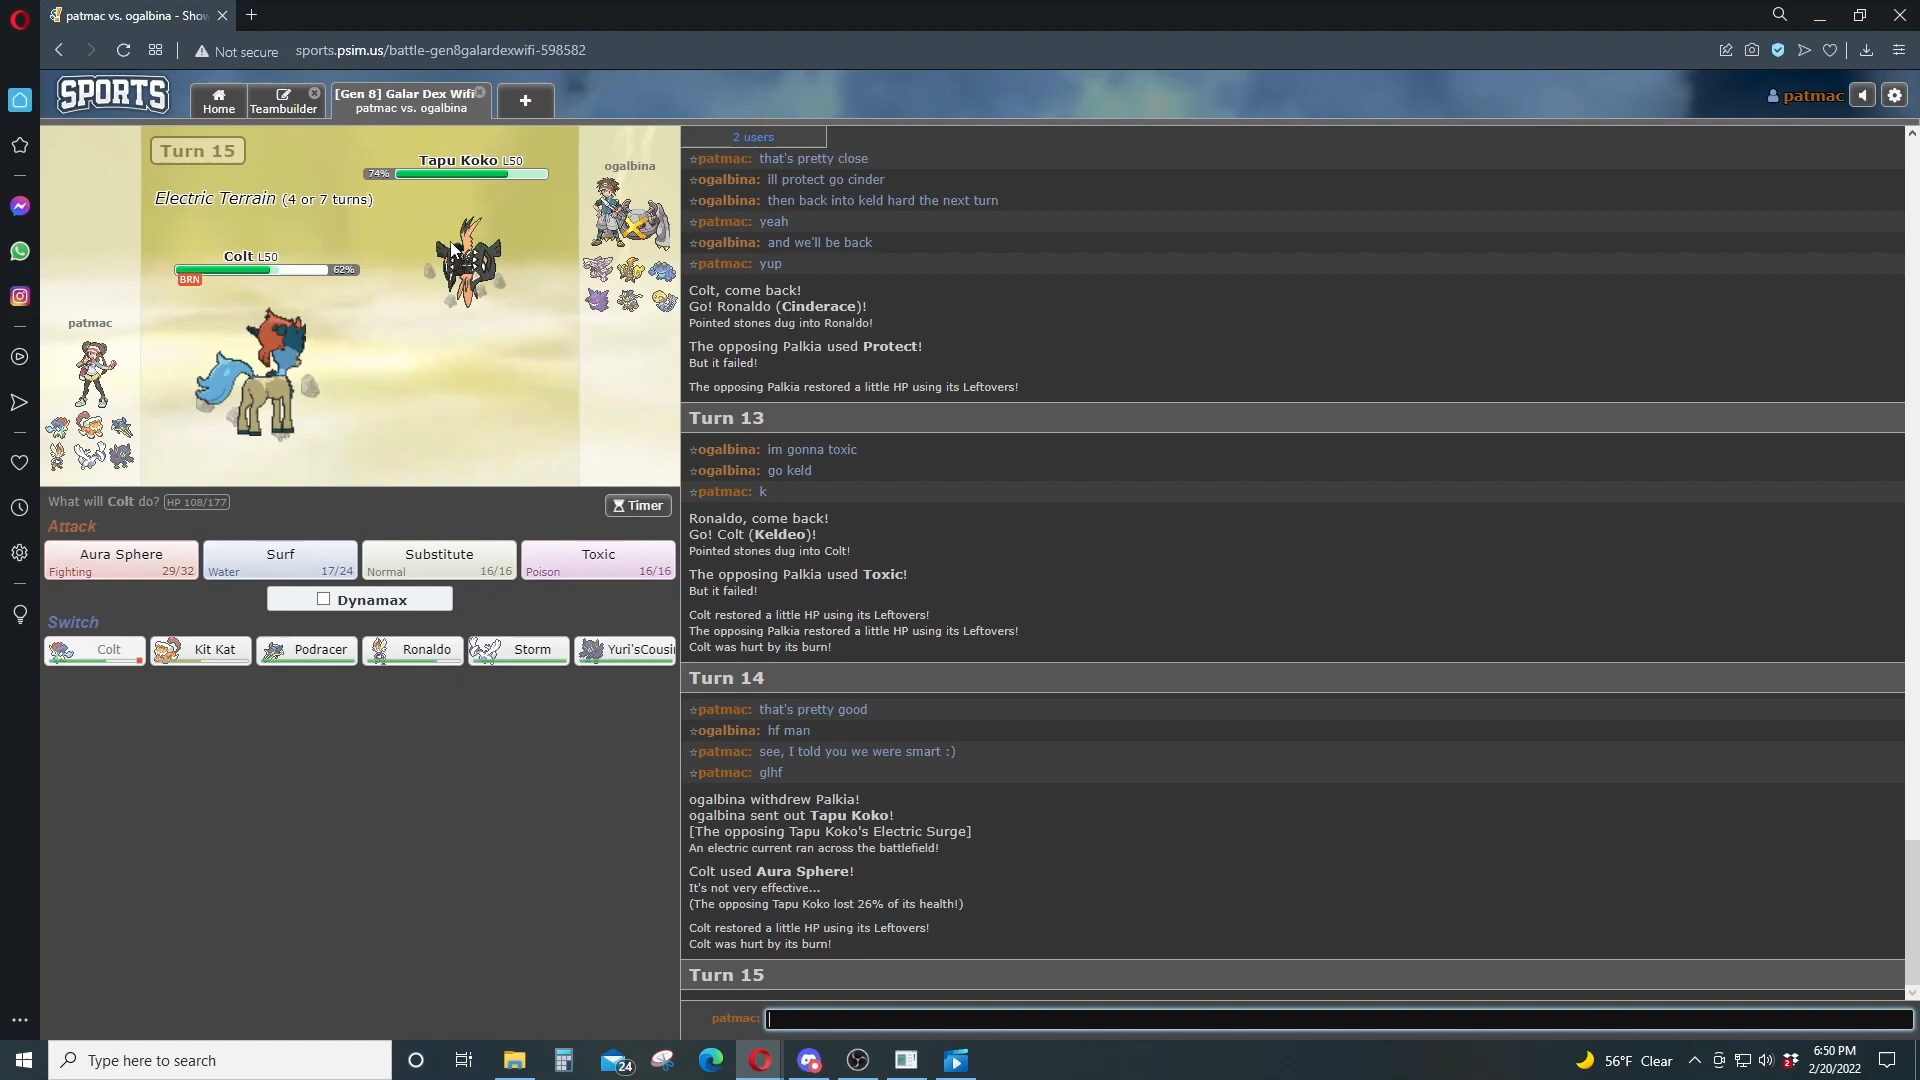 patmac vs. ogalbina - Show
Not secure
sports.psim.us/battle-gen8galardexwifi-598582
SPORTS
Home
Teambuilder
[Gen 8] Galar Dex Wifi
patmac vs. ogalbina
+
patmac
Turn 15
Tapu Koko L50
74%
Electric Terrain (4 or 7 turns)
Colt L50
62%
BRN
ogalbina
patmac
What will Colt do? HP 108/177
Timer
Attack
Aura Sphere
Fighting 29/32
Surf
Water 17/24
Substitute
Normal 16/16
Toxic
Poison 16/16
Dynamax
Switch
Colt
Kit Kat
Podracer
Ronaldo
Storm
Yuri'sCousi
2 users
☆patmac: that's pretty close
☆ogalbina: ill protect go cinder
☆ogalbina: then back into keld hard the next turn
☆patmac: yeah
☆ogalbina: and we'll be back
☆patmac: yup
Colt, come back!
Go! Ronaldo (Cinderace)!
Pointed stones dug into Ronaldo!
The opposing Palkia used Protect!
But it failed!
The opposing Palkia restored a little HP using its Leftovers!
Turn 13
☆ogalbina: im gonna toxic
☆ogalbina: go keld
☆patmac: k
Ronaldo, come back!
Go! Colt (Keldeo)!
Pointed stones dug into Colt!
The opposing Palkia used Toxic!
But it failed!
Colt restored a little HP using its Leftovers!
The opposing Palkia restored a little HP using its Leftovers!
Colt was hurt by its burn!
Turn 14
☆patmac: that's pretty good
☆ogalbina: hf man
☆patmac: see, I told you we were smart :)
☆patmac: glhf
ogalbina withdrew Palkia!
ogalbina sent out Tapu Koko!
[The opposing Tapu Koko's Electric Surge]
An electric current ran across the battlefield!
Colt used Aura Sphere!
It's not very effective...
(The opposing Tapu Koko lost 26% of its health!)
Colt restored a little HP using its Leftovers!
Colt was hurt by its burn!
Turn 15
patmac:
Type here to search
24
56°F Clear
6:50 PM
2/20/2022